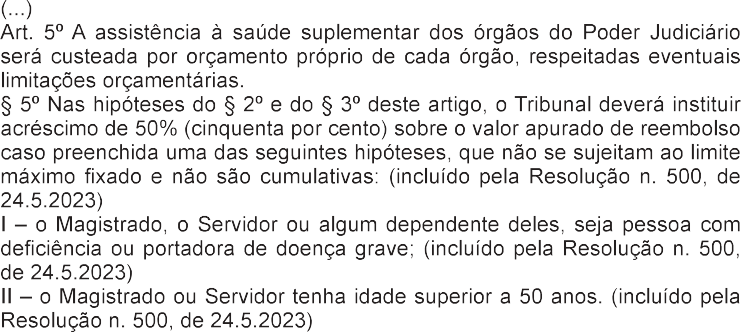 (...)
Art. 5º A assistência à saúde suplementar dos órgãos do Poder Judiciário
será custeada por orçamento próprio de cada órgão, respeitadas eventuais
limitações orçamentárias.
§ 5º Nas hipóteses do § 2º e do § 3º deste artigo, o Tribunal deverá instituir
acréscimo de 50% (cinquenta por cento) sobre o valor apurado de reembolso
caso preenchida uma das seguintes hipóteses, que não se sujeitam ao limite
máximo fixado e não são cumulativas: (incluído pela Resolução n. 500, de
24.5.2023)
I – o Magistrado, o Servidor ou algum dependente deles, seja pessoa com
deficiência ou portadora de doença grave; (incluído pela Resolução n. 500,
de 24.5.2023)
II – o Magistrado ou Servidor tenha idade superior a 50 anos. (incluído pela
Resolução n. 500, de 24.5.2023)